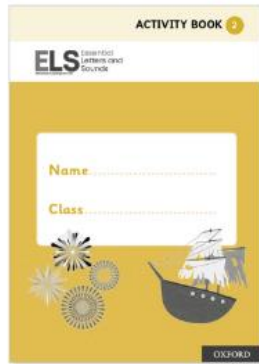 ACTIVITY BOOK 2
ELS Essential
Letters and
Sounds
Name
Class
OXFORD